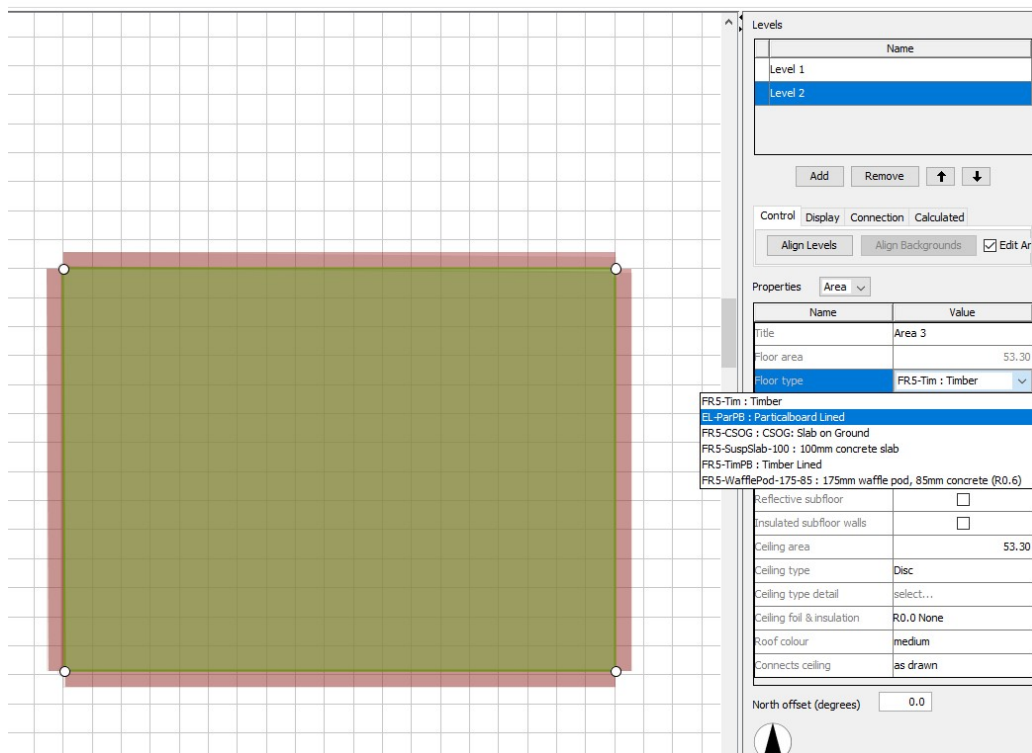 Levels
Name
Level 1
Level 2
Add Remove
Control Display Connection Calculated
Align Levels Align Backgrounds Edit Ar
Properties Area
Name Value
Title Area 3
Floor area 53.30
Floor type FR5-Tim : Timber
FR5-Tim : Timber
EL-ParPB : Particalboard Lined
FR5-CSOG : CSOG: Slab on Ground
FR5-SuspSlab-100 : 100mm concrete slab
FR5-TimPB : Timber Lined
FR5-WafflePod-175-85 : 175mm waffle pod, 85mm concrete (R0.6)
Reflective subfloor
Insulated subfloor walls
Ceiling area 53.30
Ceiling type Disc
Ceiling type detail select...
Ceiling foil & insulation R0.0 None
Roof colour medium
Connects ceiling as drawn
North offset (degrees) 0.0